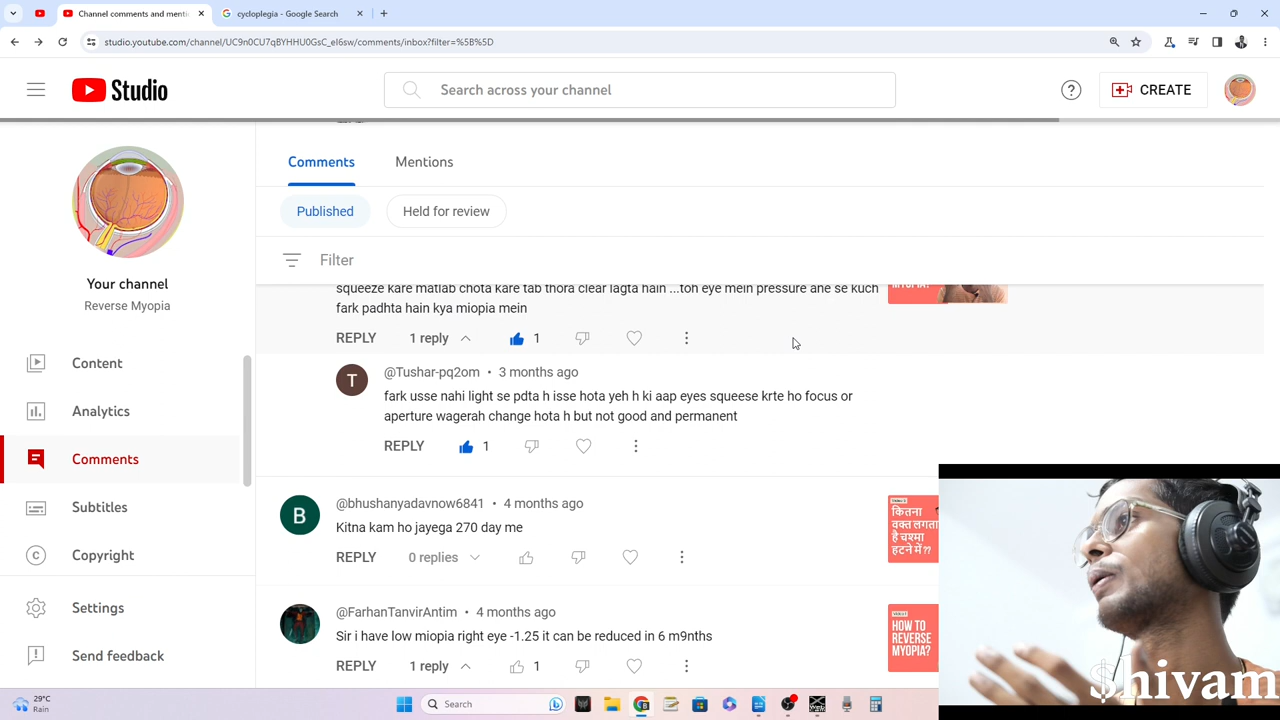 Channel comments and menti
cycloplegia - Google Search
studio.youtube.com/channel/UC9n0CU7qBYHHU0GsC_eI6sw/comments/inbox?filter=%5B%5D
Studio
Search across your channel
CREATE
Your channel
Reverse Myopia
Content
Analytics
Comments
Subtitles
Copyright
Settings
Send feedback
Comments
Mentions
Published
Held for review
Filter
squeeze kare matlab chota kare tab thora clear lagta hain ...toh eye mein pressure ane se kuch
fark padhta hain kya miopia mein
MYOPIA?
REPLY 1 reply 1
T
@Tushar-pq2om • 3 months ago
fark usse nahi light se pdta h isse hota yeh h ki aap eyes squeese krte ho focus or
aperture wagerah change hota h but not good and permanent
REPLY 1
B
@bhushanyadavnow6841 • 4 months ago
Kitna kam ho jayega 270 day me
REPLY 0 replies
कितना
वक्त लगता
है चश्मा
हटने में??
@FarhanTanvirAntim • 4 months ago
Sir i have low miopia right eye -1.25 it can be reduced in 6 m9nths
REPLY 1 reply 1
HOW TO
REVERSE
MYOPIA?
$hivam
29°C
Rain
Search